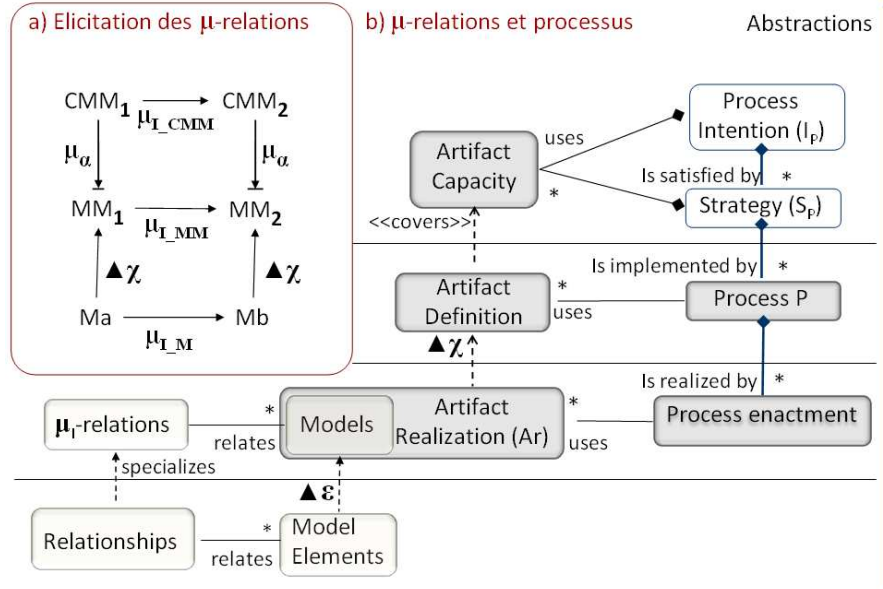 a) Elicitation des μ-relations
b) μ-relations et processus
Abstractions
CMM1
μI_CMM
CMM2
μα
μα
MM1
μI_MM
MM2
▲χ
▲χ
Ma
μI_M
Mb
Artifact
Capacity
uses
*
Process
Intention (IP)
Is satisfied by *
Strategy (SP)
<<covers>>
Is implemented by *
Artifact
Definition
*
uses
Process P
▲χ
Is realized by *
μI-relations
*
relates
Models
Artifact
Realization (Ar)
*
uses
Process enactment
specializes
▲ε
Relationships
*
relates
Model
Elements